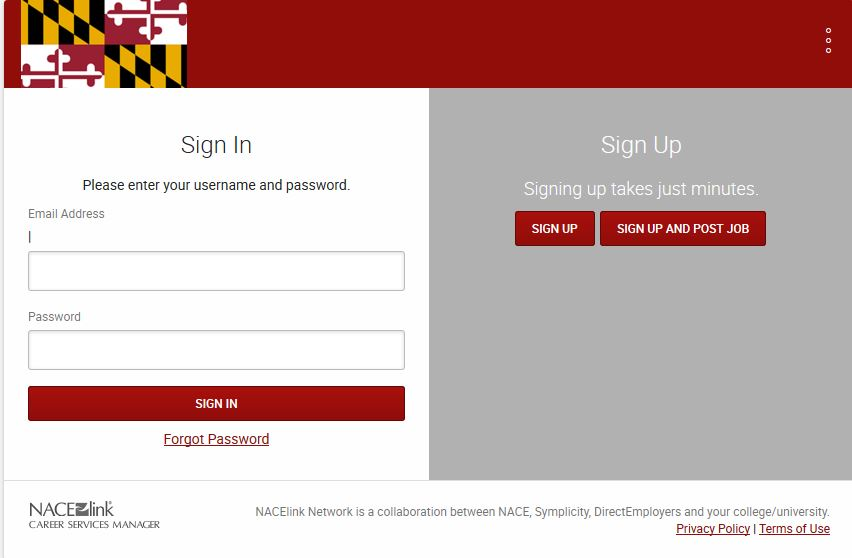 Sign In
Please enter your username and password.
Email Address
|
Password
SIGN IN
Forgot Password
Sign Up
Signing up takes just minutes.
SIGN UP
SIGN UP AND POST JOB
NACElink®
CAREER SERVICES MANAGER
NACElink Network is a collaboration between NACE, Symplicity, DirectEmployers and your college/university.
Privacy Policy | Terms of Use